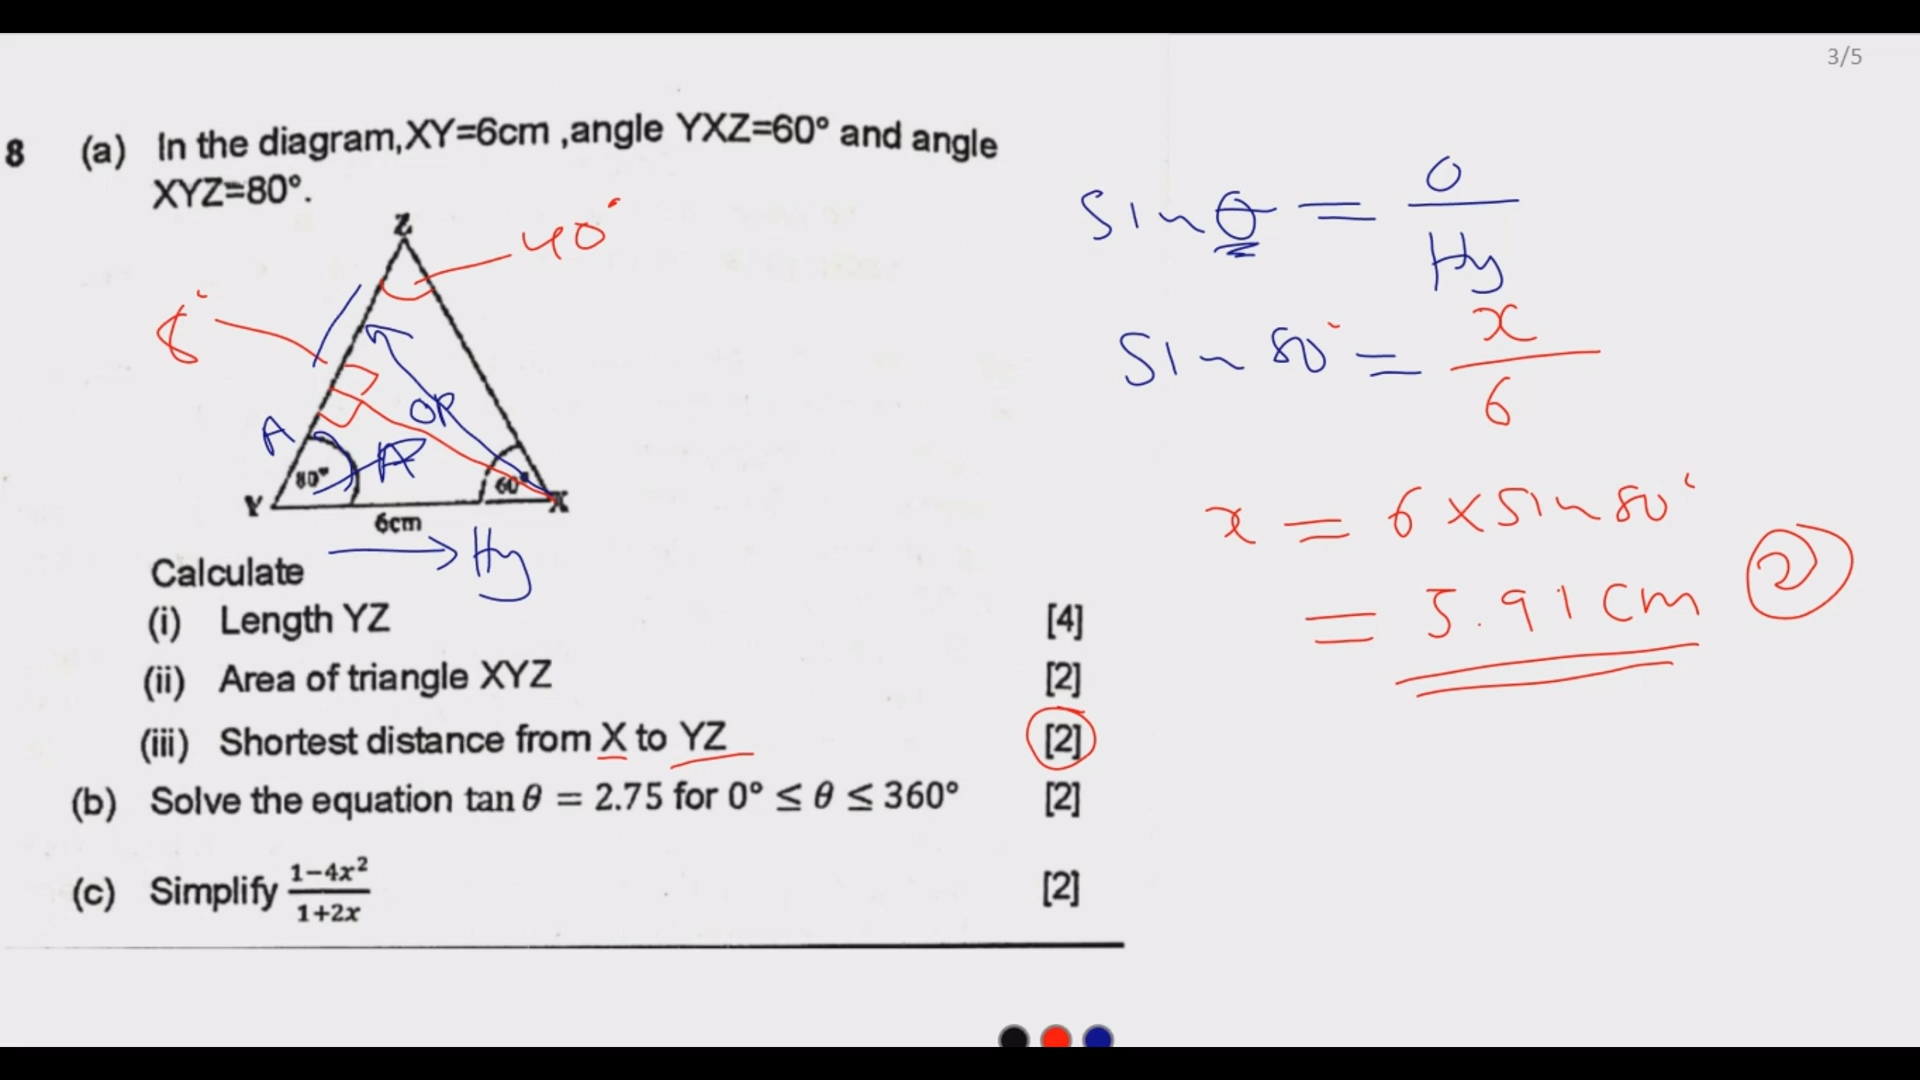 3/5
8 (a) In the diagram,XY=6cm ,angle YXZ=60° and angle
XYZ=80°.
Z
40°
A
OP
80°
60°
Y
X
6cm
Hy
Calculate
(i) Length YZ [4]
(ii) Area of triangle XYZ [2]
(iii) Shortest distance from X to YZ [2]
(b) Solve the equation tan θ = 2.75 for 0° ≤ θ ≤ 360° [2]
(c) Simplify 1−4x²/1+2x [2]
Sin θ = O/Hy
Sin 80° = x/6
x = 6 × Sin 80°
= 5.91 cm
2